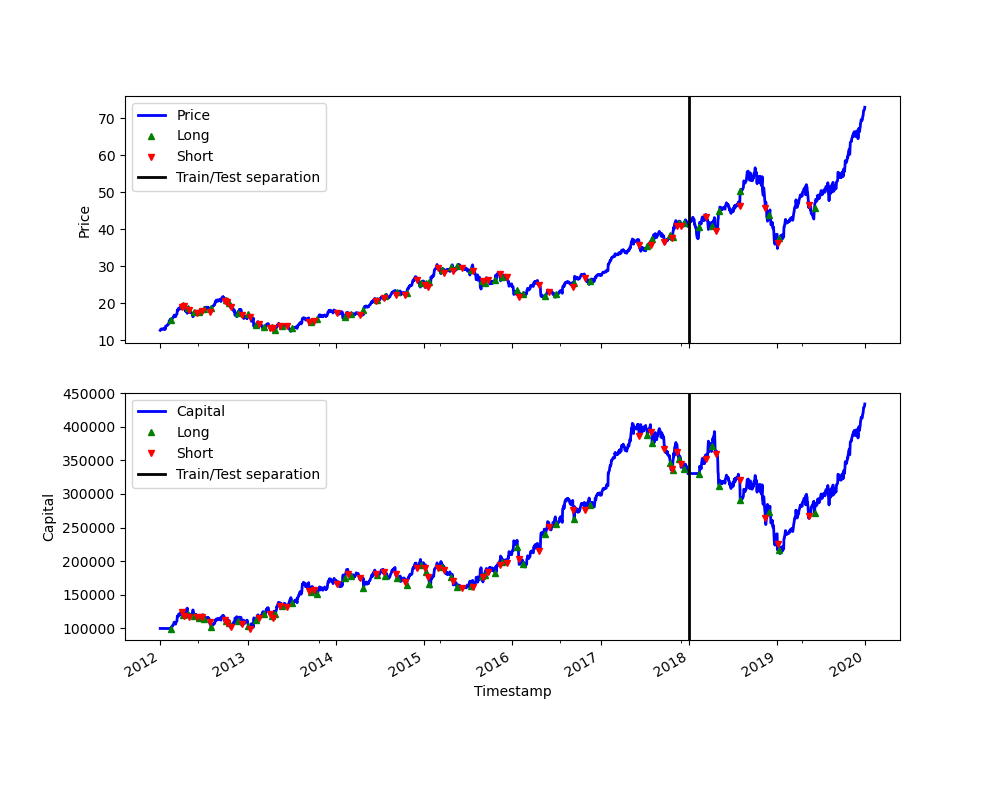 Price
Long
Short
Train/Test separation
70
60
50
40
30
20
10
Price
Capital
Long
Short
Train/Test separation
450000
400000
350000
300000
250000
200000
150000
100000
Capital
2012 2013 2014 2015 2016 2017 2018 2019 2020
Timestamp